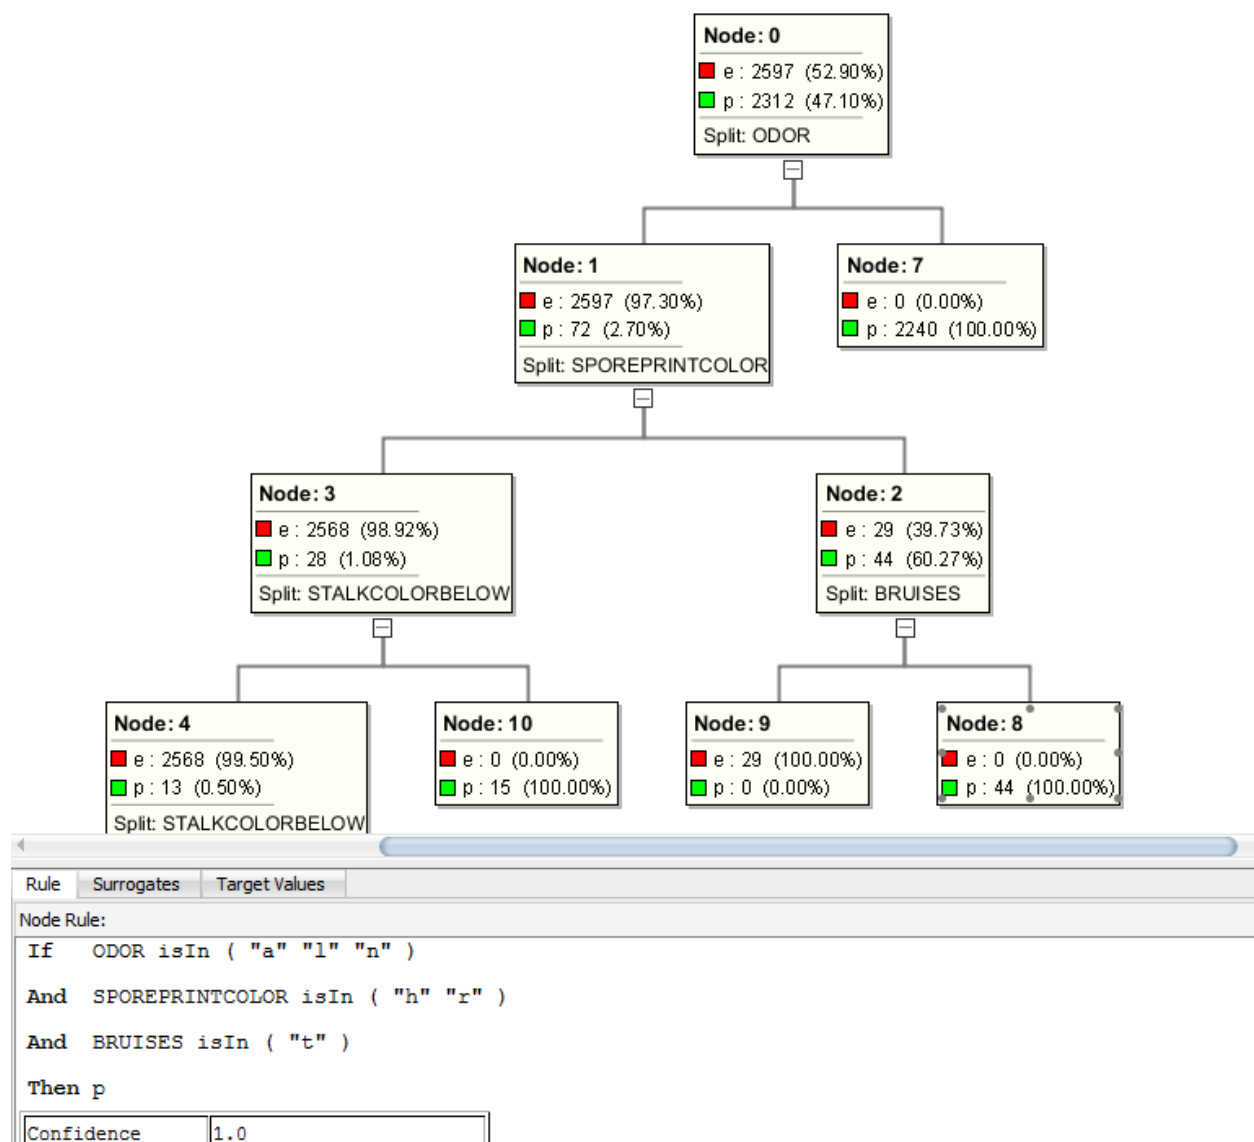 Node: 0
e : 2597 (52.90%)
p : 2312 (47.10%)
Split: ODOR
Node: 1
e : 2597 (97.30%)
p : 72 (2.70%)
Split: SPOREPRINTCOLOR
Node: 7
e : 0 (0.00%)
p : 2240 (100.00%)
Node: 3
e : 2568 (98.92%)
p : 28 (1.08%)
Split: STALKCOLORBELOW
Node: 2
e : 29 (39.73%)
p : 44 (60.27%)
Split: BRUISES
Node: 4
e : 2568 (99.50%)
p : 13 (0.50%)
Split: STALKCOLORBELOW
Node: 10
e : 0 (0.00%)
p : 15 (100.00%)
Node: 9
e : 29 (100.00%)
p : 0 (0.00%)
Node: 8
e : 0 (0.00%)
p : 44 (100.00%)
Rule Surrogates Target Values
Node Rule:
If ODOR isIn ( "a" "l" "n" )
And SPOREPRINTCOLOR isIn ( "h" "r" )
And BRUISES isIn ( "t" )
Then p
Confidence 1.0